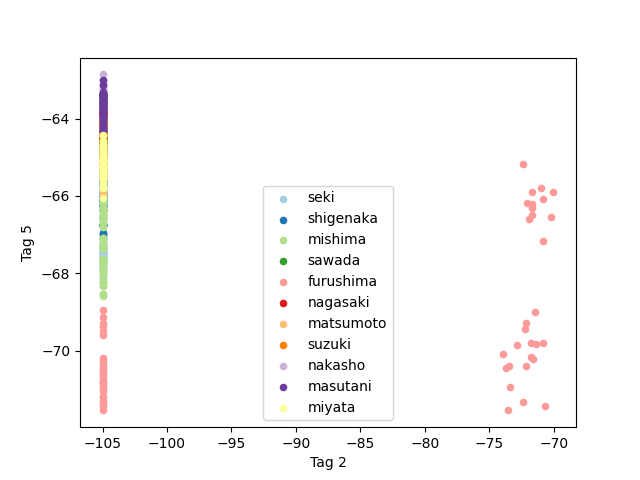 −64
−66
−68
−70
Tag 5
seki
shigenaka
mishima
sawada
furushima
nagasaki
matsumoto
suzuki
nakasho
masutani
miyata
−105 −100 −95 −90 −85 −80 −75 −70
Tag 2